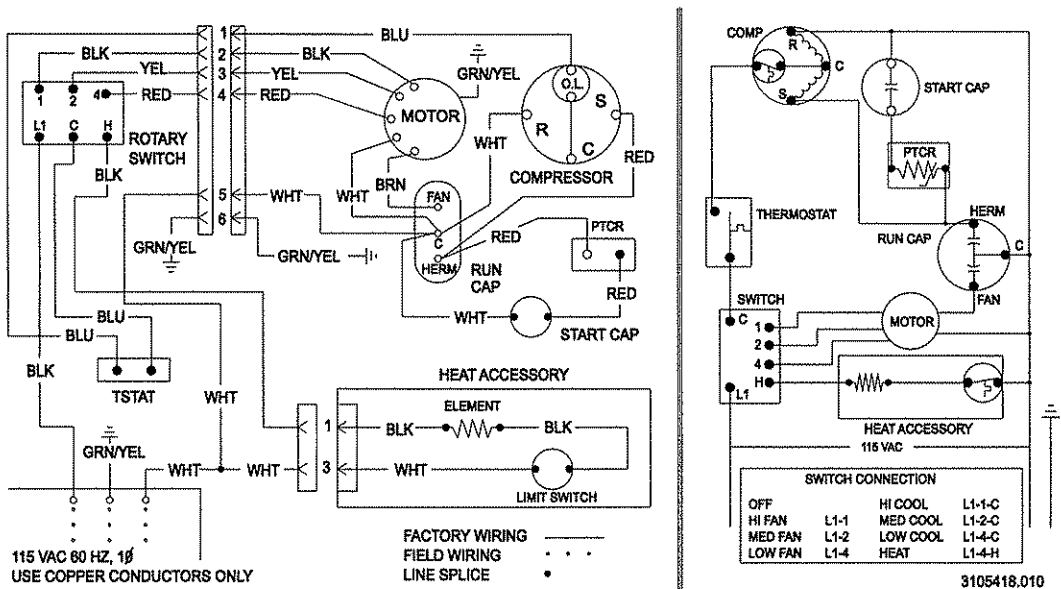 1
BLU
BLK
2
BLK
YEL
3
YEL
RED
4
RED
GRN/YEL
1
2
4
MOTOR
O.L.
S
R
C
L1
C
H
ROTARY
SWITCH
WHT
RED
COMPRESSOR
BLK
BRN
WHT
5
WHT
FAN
6
GRN/YEL
GRN/YEL
C
HERM
RUN
CAP
RED
PTCR
RED
BLU
BLU
WHT
START CAP
BLK
TSTAT
WHT
HEAT ACCESSORY
ELEMENT
1
BLK
BLK
GRN/YEL
WHT
WHT
3
WHT
LIMIT SWITCH
115 VAC 60 HZ, 1Ø
USE COPPER CONDUCTORS ONLY
FACTORY WIRING
FIELD WIRING
LINE SPLICE
COMP
R
C
S
START CAP
PTCR
THERMOSTAT
HERM
RUN CAP
C
FAN
SWITCH
C
1
2
4
H
L1
MOTOR
HEAT ACCESSORY
115 VAC
SWITCH CONNECTION
OFF HI COOL L1-1-C
HI FAN L1-1 MED COOL L1-2-C
MED FAN L1-2 LOW COOL L1-4-C
LOW FAN L1-4 HEAT L1-4-H
3105418.010